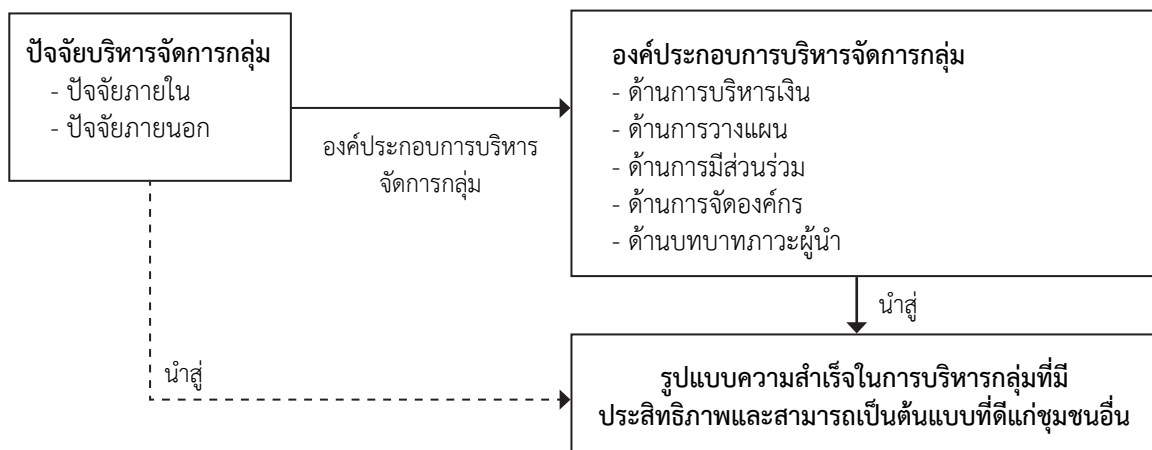 ปัจจัยบริหารจัดการกลุ่ม
- ปัจจัยภายใน
- ปัจจัยภายนอก
องค์ประกอบการบริหาร
จัดการกลุ่ม
องค์ประกอบการบริหารจัดการกลุ่ม
- ด้านการบริหารเงิน
- ด้านการวางแผน
- ด้านการมีส่วนร่วม
- ด้านการจัดองค์กร
- ด้านบทบาทภาวะผู้นำ
นำสู่
นำสู่
รูปแบบความสำเร็จในการบริหารกลุ่มที่มี
ประสิทธิภาพและสามารถเป็นต้นแบบที่ดีแก่ชุมชนอื่น